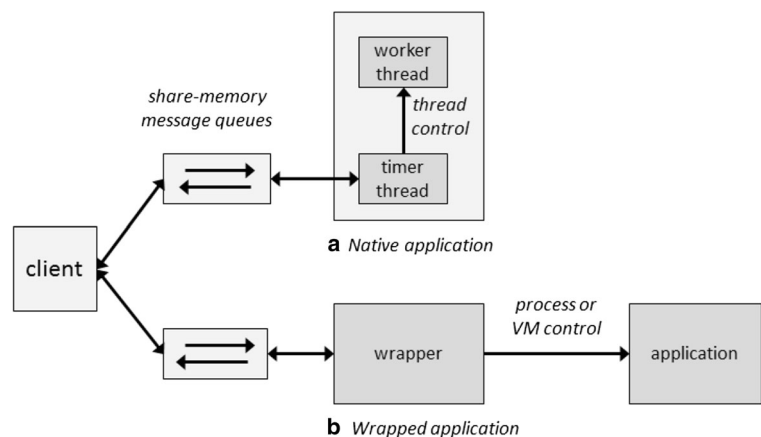 worker
thread
share-memory
message queues
thread
control
timer
thread
a Native application
client
process or
VM control
wrapper
application
b Wrapped application